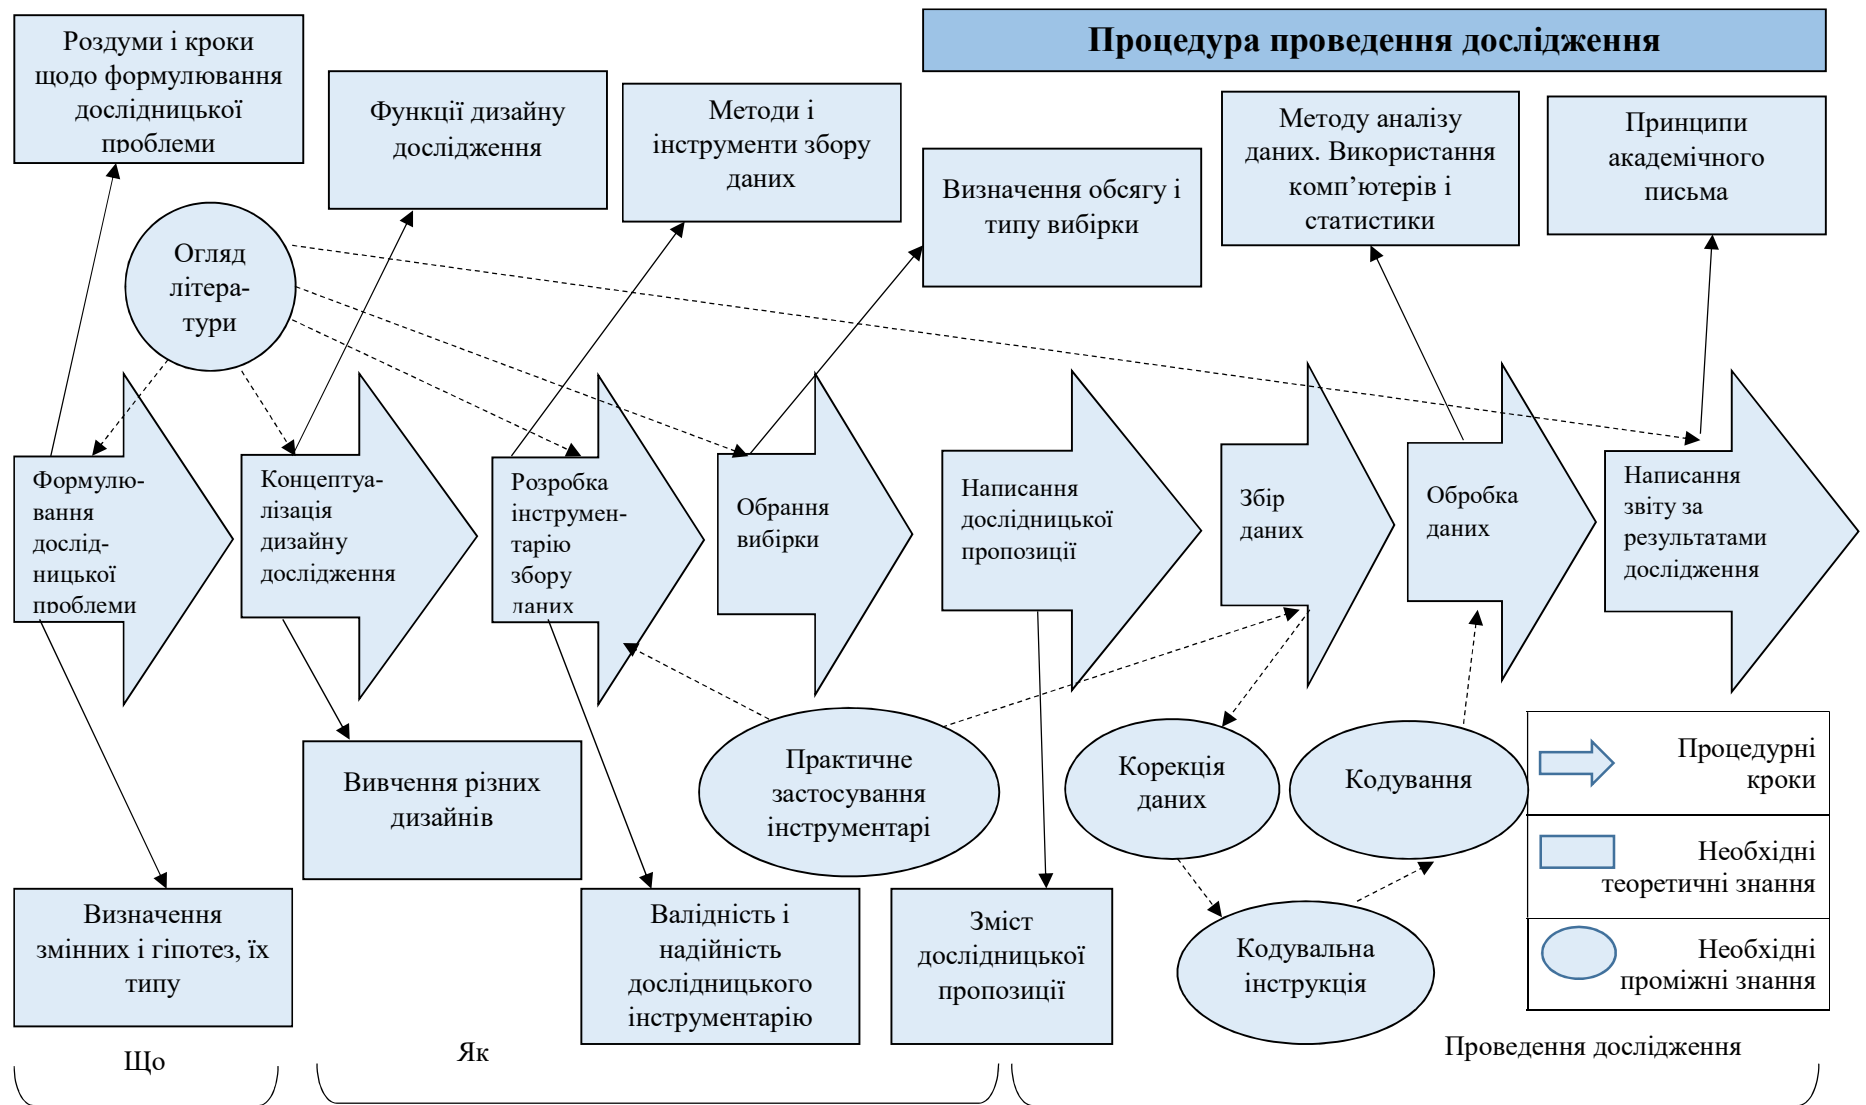 Процедура проведення дослідження
Роздуми і кроки
щодо формулювання
дослідницької
проблеми
Функції дизайну
дослідження
Методи і
інструменти збору
даних
Визначення обсягу і
типу вибірки
Методу аналізу
даних. Використання
комп’ютерів і
статистики
Принципи
академічного
письма
Огляд
літера-
тури
Формулю-
вання
дослід-
ницької
проблеми
Концептуа-
лізація
дизайну
дослідження
Розробка
інструмен-
тарію
збору
даних
Обрання
вибірки
Написання
дослідницької
пропозиції
Збір
даних
Обробка
даних
Написання
звіту за
результатами
дослідження
Вивчення різних
дизайнів
Практичне
застосування
інструментарі
Корекція
даних
Кодування
Процедурні
кроки
Необхідні
теоретичні знання
Необхідні
проміжні знання
Визначення
змінних і гіпотез, їх
типу
Валідність і
надійність
дослідницького
інструментарію
Зміст
дослідницької
пропозиції
Кодувальна
інструкція
Що
Як
Проведення дослідження